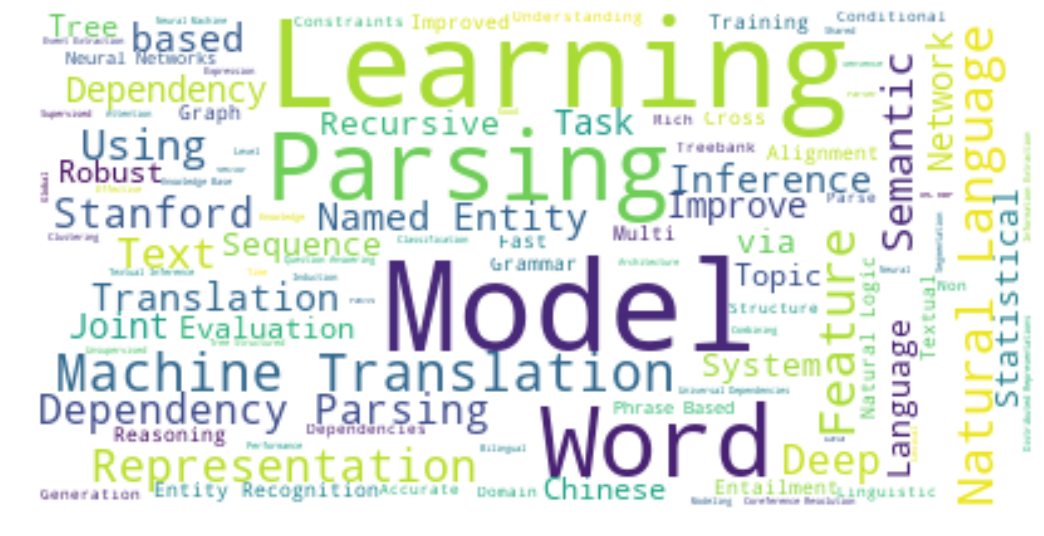 Tree
based
Neural Machine
Constraints
Improved
Understanding
Training
Conditional
Shared
Learning
Event Extraction
Neural Networks
Expression
Dependency
Graph
Supervised
Attention
Recursive
Task
Rich
Cross
Network
Semantic
Natural Language
Using
Level
Parsing
Treebank
Alignment
Robust
Knowledge Base
Effective
Global
Inference
Stanford
Knowledge
Named Entity
Improve
Parse
Statistical
Information Extraction
Clustering
Text
Sequence
Classification
Fast
Multi
via
Segmentation
Question Answering
Grammar
Architecture
Textual Inference
Time
Induction
Model
Topic
Feature
Natural Logic
Neural
Non
Textual
Translation
Structure
Joint
Evaluation
Combining
Tree Structured
Unsupervised
Machine Translation
System
Language
Distributed Representations
Universal Dependencies
Dependency Parsing
Phrase Based
Word
Reasoning
Dependencies
Performance
Bilingual
Representation
Deep
Generation
Entity Recognition
Accurate
Domain
Chinese
Entailment
Linguistic
Modeling
Coreference Resolution